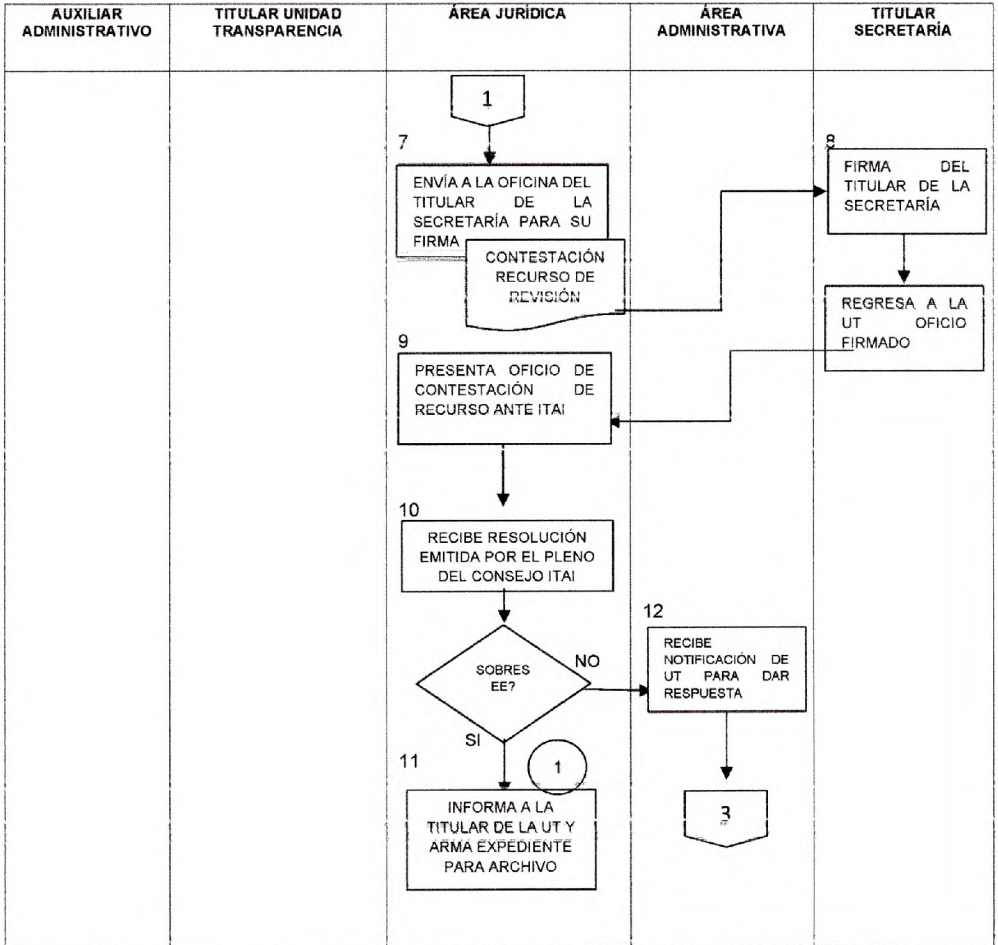 AUXILIAR
ADMINISTRATIVO
TITULAR UNIDAD
TRANSPARENCIA
ÁREA JURÍDICA
ÁREA
ADMINISTRATIVA
TITULAR
SECRETARÍA
1
7
ENVÍA A LA OFICINA DEL
TITULAR DE LA
SECRETARÍA PARA SU
FIRMA
CONTESTACIÓN
RECURSO DE
REVISIÓN
8
FIRMA DEL
TITULAR DE LA
SECRETARÍA
REGRESA A LA
UT OFICIO
FIRMADO
9
PRESENTA OFICIO DE
CONTESTACIÓN DE
RECURSO ANTE ITAI
10
RECIBE RESOLUCIÓN
EMITIDA POR EL PLENO
DEL CONSEJO ITAI
SOBRES
EE?
NO
SI
12
RECIBE
NOTIFICACIÓN DE
UT PARA DAR
RESPUESTA
3
11
1
INFORMA A LA
TITULAR DE LA UT Y
ARMA EXPEDIENTE
PARA ARCHIVO